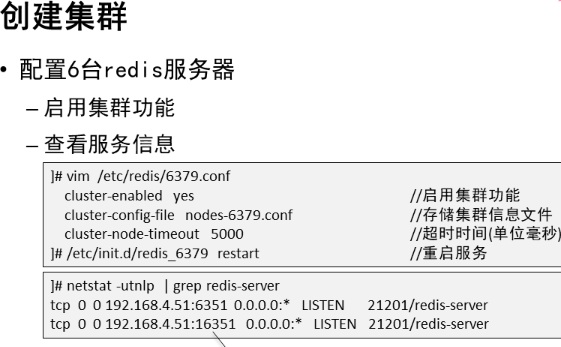 创建集群
• 配置6台redis服务器
– 启用集群功能
– 查看服务信息
]# vim /etc/redis/6379.conf
cluster-enabled yes //启用集群功能
cluster-config-file nodes-6379.conf //存储集群信息文件
cluster-node-timeout 5000 //超时时间(单位毫秒)
]# /etc/init.d/redis_6379 restart //重启服务
]# netstat -utnlp | grep redis-server
tcp 0 0 192.168.4.51:6351 0.0.0.0:* LISTEN 21201/redis-server
tcp 0 0 192.168.4.51:16351 0.0.0.0:* LISTEN 21201/redis-server